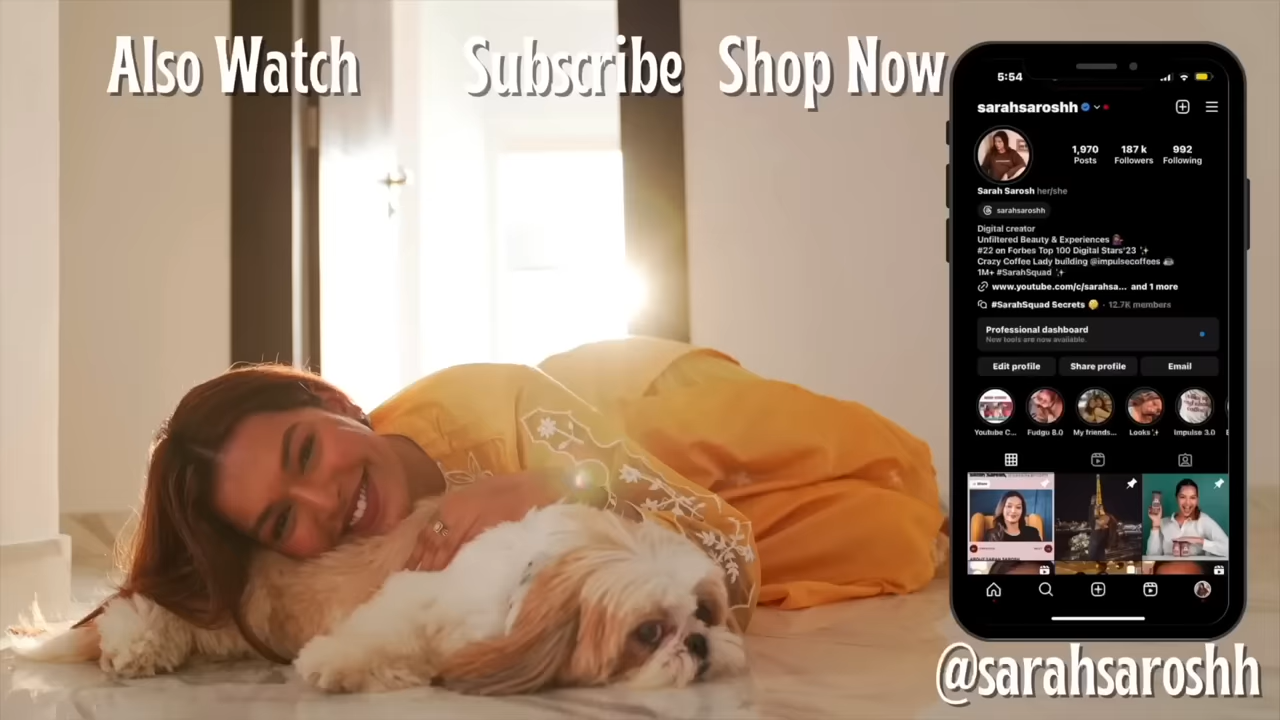 Also Watch
Subscribe
Shop Now
5:54
sarahsaroshh
1,970
187 k
992
Posts
Followers
Following
Sarah Sarosh her/she
sarahsaroshh
Digital creator
Unfiltered Beauty & Experiences 💁🏽‍♀️
#22 on Forbes Top 100 Digital Stars'23 ✨
Crazy Coffee Lady building @impulsecoffees ☕
1M+ #SarahSquad ✨
www.youtube.com/c/sarahsa... and 1 more
#SarahSquad Secrets 🤫 · 12.7K members
Professional dashboard
New tools are now available.
Edit profile
Share profile
Email
Youtube C...
Fudgu 8.0
My friends...
Looks ✨
Impulse 3.0
@sarahsaroshh